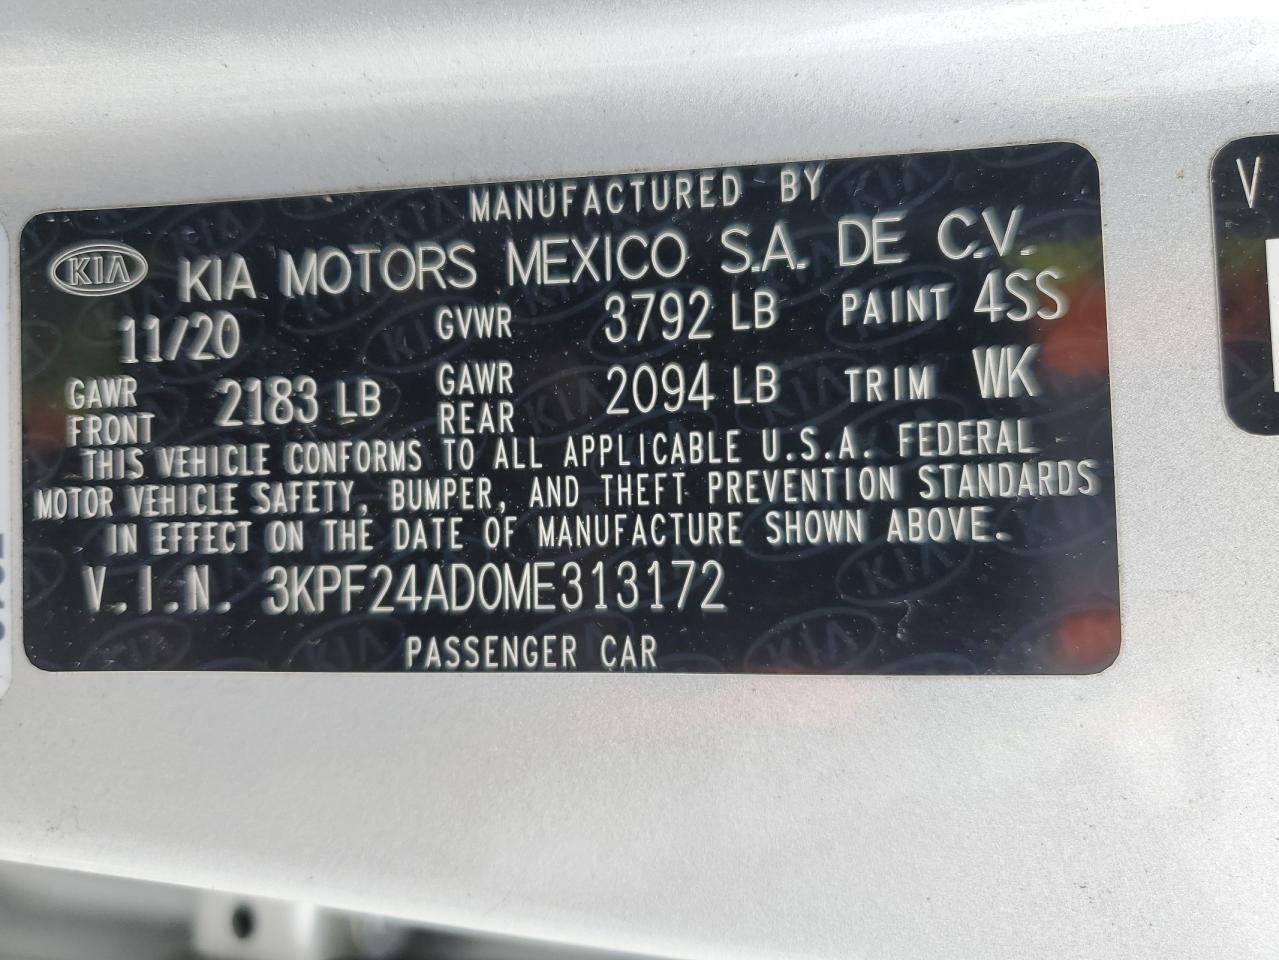 MANUFACTURED BY
KIA KIA MOTORS MEXICO S.A. DE C.V.
11/20 GVWR 3792 LB PAINT 4SS
GAWR FRONT 2183 LB GAWR REAR 2094 LB TRIM WK
THIS VEHICLE CONFORMS TO ALL APPLICABLE U.S.A. FEDERAL
MOTOR VEHICLE SAFETY, BUMPER, AND THEFT PREVENTION STANDARDS
IN EFFECT ON THE DATE OF MANUFACTURE SHOWN ABOVE.
V.I.N. 3KPF24AD0ME313172
PASSENGER CAR
V